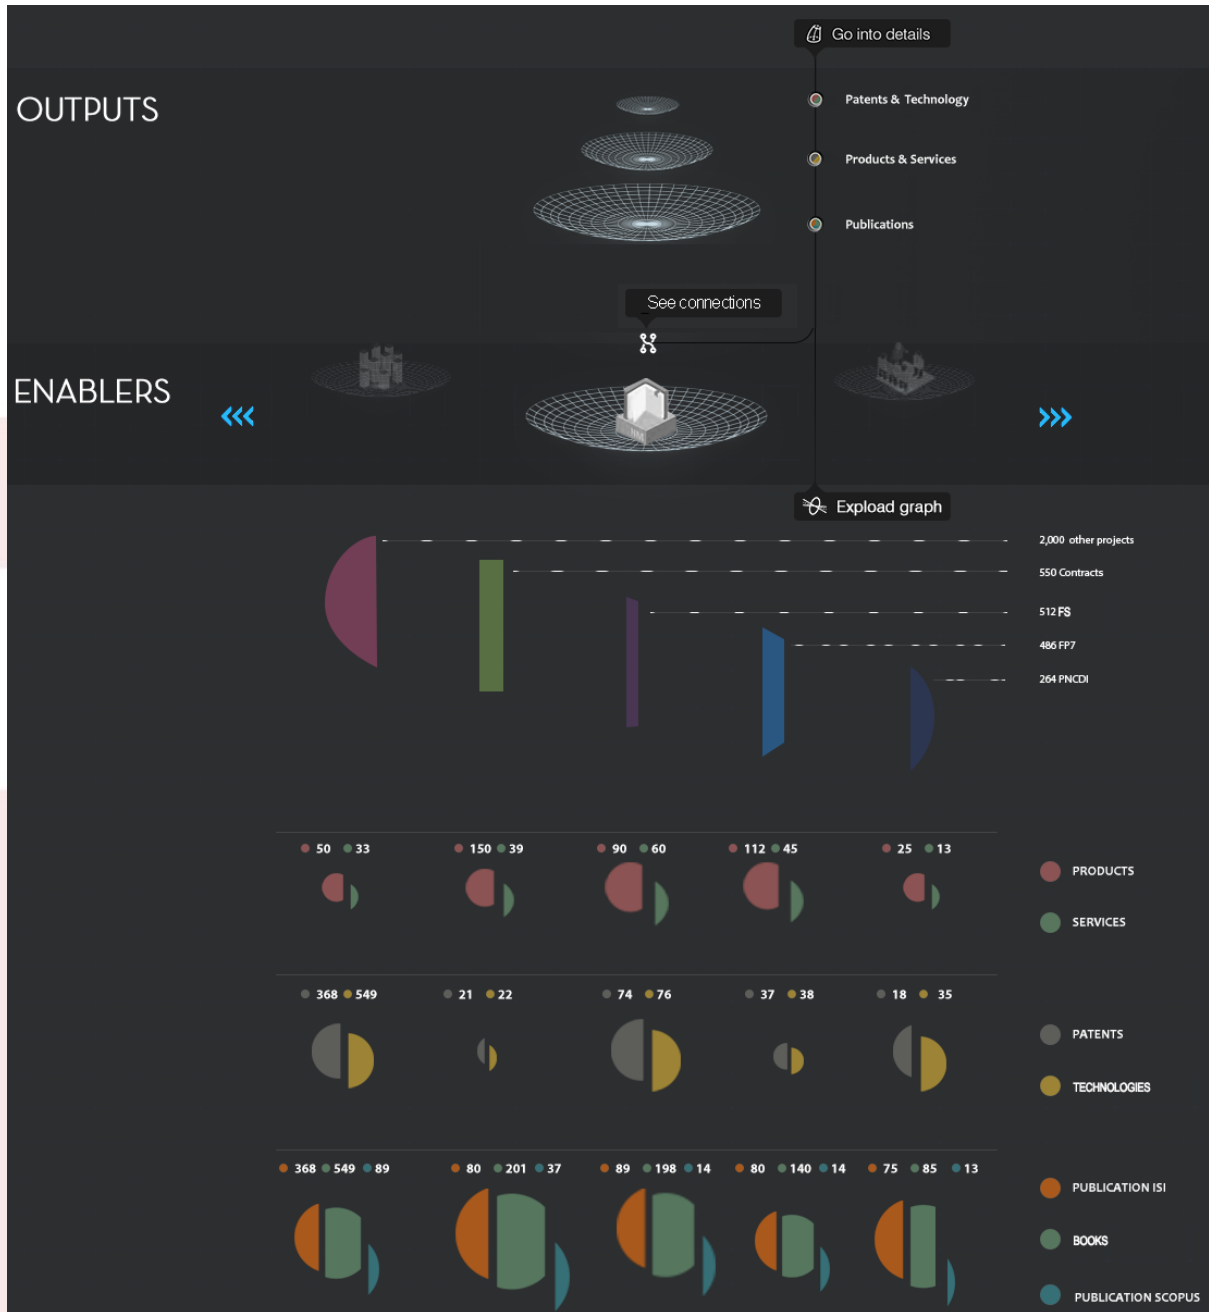 Go into details
OUTPUTS
Patents & Technology
Products & Services
Publications
See connections
ENABLERS
Expload graph
2,000 other projects
550 Contracts
512 FS
486 FP7
264 PNCDI
50 33 150 39 90 60 112 45 25 13
PRODUCTS
SERVICES
368 549 21 22 74 76 37 38 18 35
PATENTS
TECHNOLOGIES
368 549 89 80 201 37 89 198 14 80 140 14 75 85 13
PUBLICATION ISI
BOOKS
PUBLICATION SCOPUS